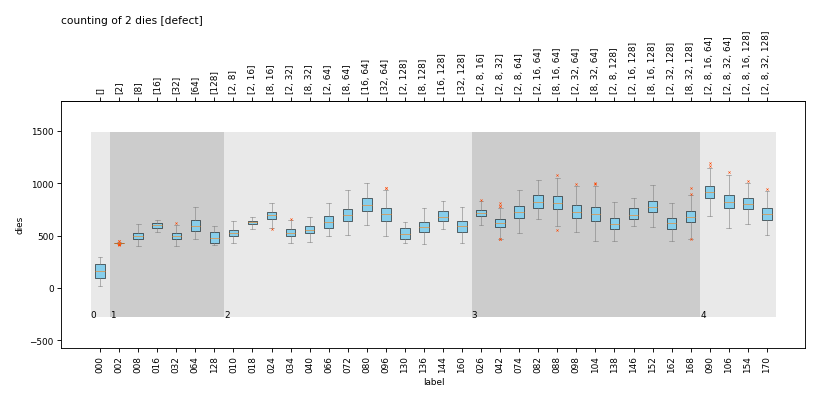 counting of 2 dies [defect]
[] [2] [8] [16] [32] [64] [128] [2, 8] [2, 16] [8, 16] [2, 32] [8, 32] [2, 64] [8, 64] [16, 64] [32, 64] [2, 128] [8, 128] [16, 128] [32, 128] [2, 8, 16] [2, 8, 32] [2, 8, 64] [2, 16, 64] [8, 16, 64] [2, 32, 64] [8, 32, 64] [2, 8, 128] [2, 16, 128] [8, 16, 128] [2, 32, 128] [8, 32, 128] [2, 8, 16, 64] [2, 8, 32, 64] [2, 8, 16, 128] [2, 8, 32, 128]
1500
1000
500
0
−500
dies
0 1 2 3 4
000 002 008 016 032 064 128 010 018 024 034 040 066 072 080 096 130 136 144 160 026 042 074 082 088 098 104 138 146 152 162 168 090 106 154 170
label